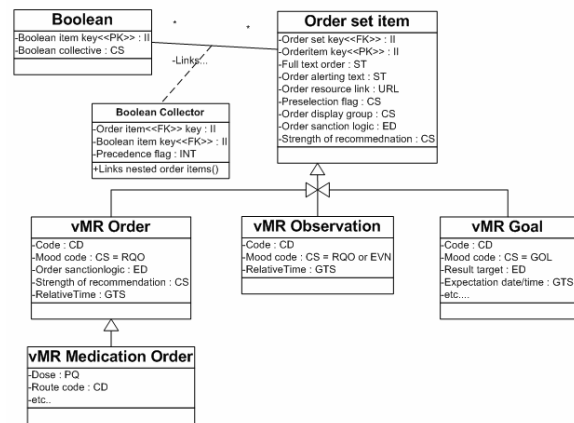 Boolean
-Boolean item key<<PK>> : II
-Boolean collective : CS
*
*
-Links...
Order set item
-Order set key<<FK>> : II
-Orderitem key<<PK>> : II
-Full text order : ST
-Order alerting text : ST
-Order resource link : URL
-Preselection flag : CS
-Order display group : CS
-Order sanction logic : ED
-Strength of recommednation : CS
Boolean Collector
-Order item<<FK>> key : II
-Boolean item key<<FK>> : II
-Precedence flag : INT
+Links nested order items()
vMR Order
-Code : CD
-Mood code : CS = RQO
-Order sanctionlogic : ED
-Strength of recommendation : CS
-RelativeTime : GTS
vMR Observation
-Code : CD
-Mood code : CS = RQO or EVN
-RelativeTime : GTS
vMR Goal
-Code : CD
-Mood code : CS = GOL
-Result target : ED
-Expectation date/time : GTS
-etc....
vMR Medication Order
-Dose : PQ
-Route code : CD
-etc..